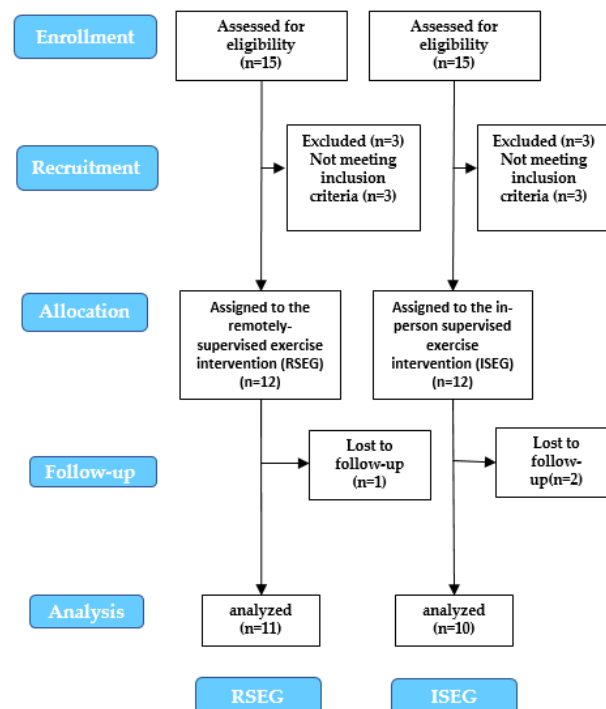 Enrollment
Assessed for
eligibility
(n=15)
Assessed for
eligibility
(n=15)
Recruitment
Excluded (n=3)
Not meeting
inclusion
criteria (n=3)
Excluded (n=3)
Not meeting
inclusion
criteria (n=3)
Allocation
Assigned to the
remotely-
supervised exercise
intervention (RSEG)
(n=12)
Assigned to the in-
person supervised
exercise
intervention (ISEG)
(n=12)
Follow-up
Lost to
follow-up
(n=1)
Lost to
follow-
up(n=2)
Analysis
analyzed
(n=11)
analyzed
(n=10)
RSEG
ISEG